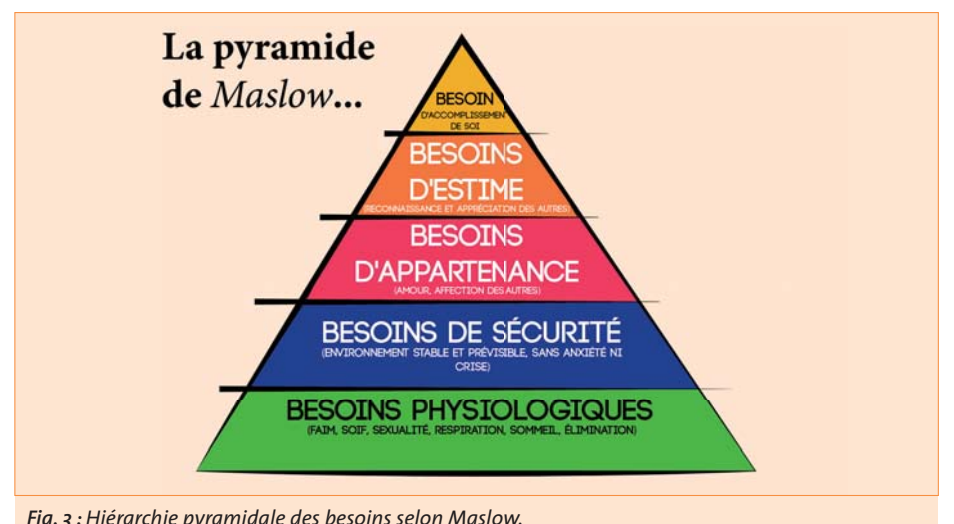 La pyramide
de Maslow...
BESOIN
D'ACCOMPLISSEMEN
DE SOI
BESOINS
D'ESTIME
(RECONNAISSANCE ET APPRÉCIATION DES AUTRES)
BESOINS
D'APPARTENANCE
(AMOUR, AFFECTION DES AUTRES)
BESOINS DE SÉCURITÉ
(ENVIRONNEMENT STABLE ET PRÉVISIBLE, SANS ANXIÉTÉ NI
CRISE)
BESOINS PHYSIOLOGIQUES
(FAIM, SOIF, SEXUALITÉ, RESPIRATION, SOMMEIL, ÉLIMINATION)
Fig. 3 : Hiérarchie pyramidale des besoins selon Maslow.